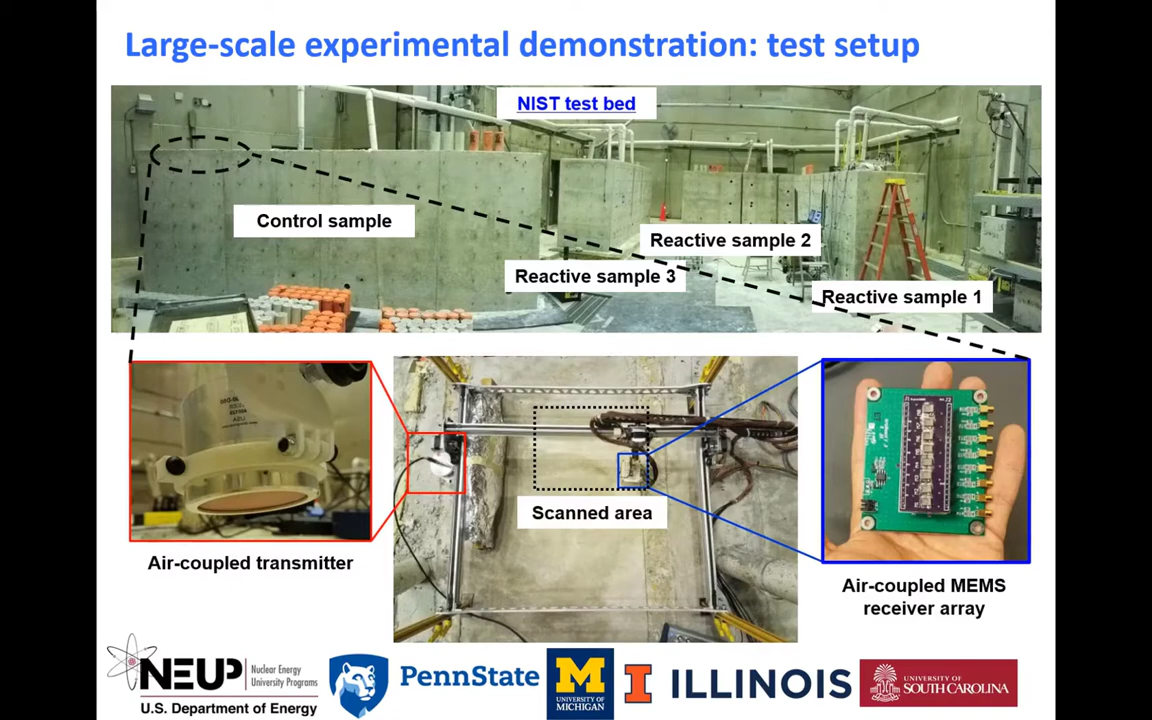 Large-scale experimental demonstration: test setup
NIST test bed
Control sample
Reactive sample 2
Reactive sample 3
Reactive sample 1
Scanned area
Air-coupled transmitter
Air-coupled MEMS
receiver array
NEUP
Nuclear Energy
University Programs
U.S. Department of Energy
PennState
M
UNIVERSITY OF
MICHIGAN
I ILLINOIS
UNIVERSITY OF
SOUTH CAROLINA